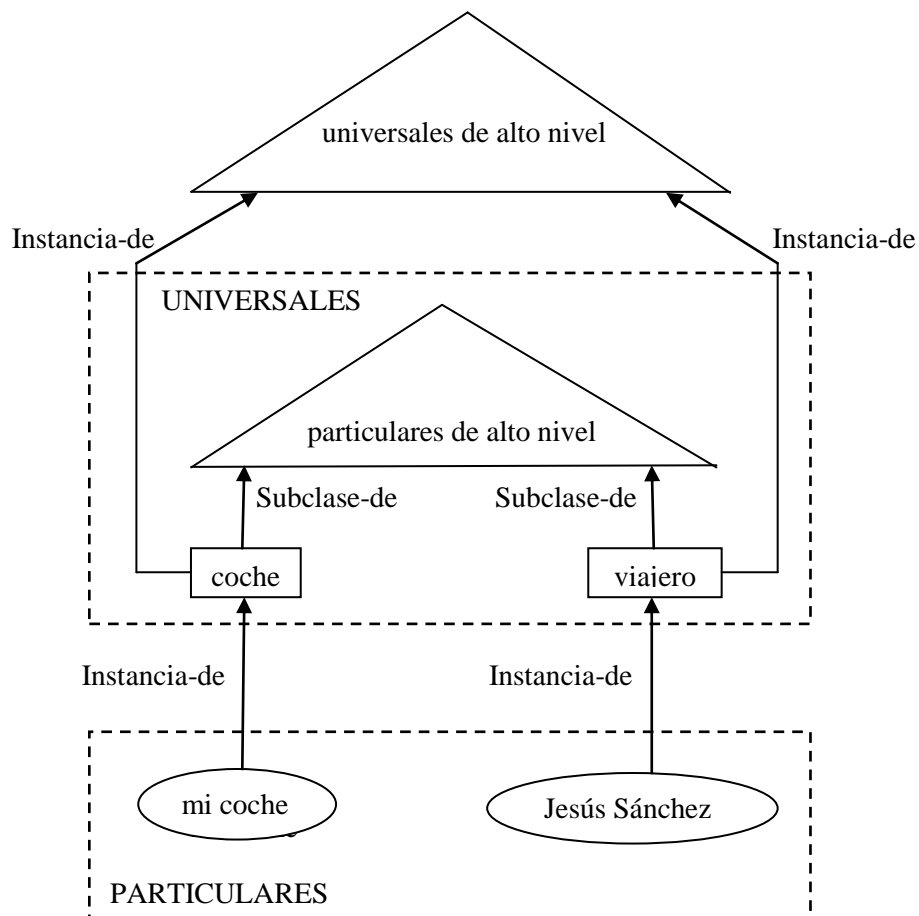 universales de alto nivel
Instancia-de
Instancia-de
UNIVERSALES
particulares de alto nivel
Subclase-de
Subclase-de
coche
viajero
Instancia-de
Instancia-de
mi coche
Jesús Sánchez
PARTICULARES